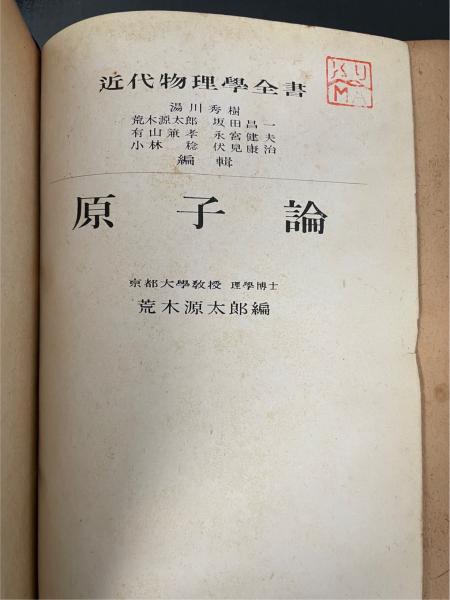 近代物理學全書
湯川秀樹
荒木源太郎 坂田昌一
有山兼孝 永宮健夫
小林 稔 伏見康治
編輯
原子論
京都大學教授 理學博士
荒木源太郎編
KU
MA